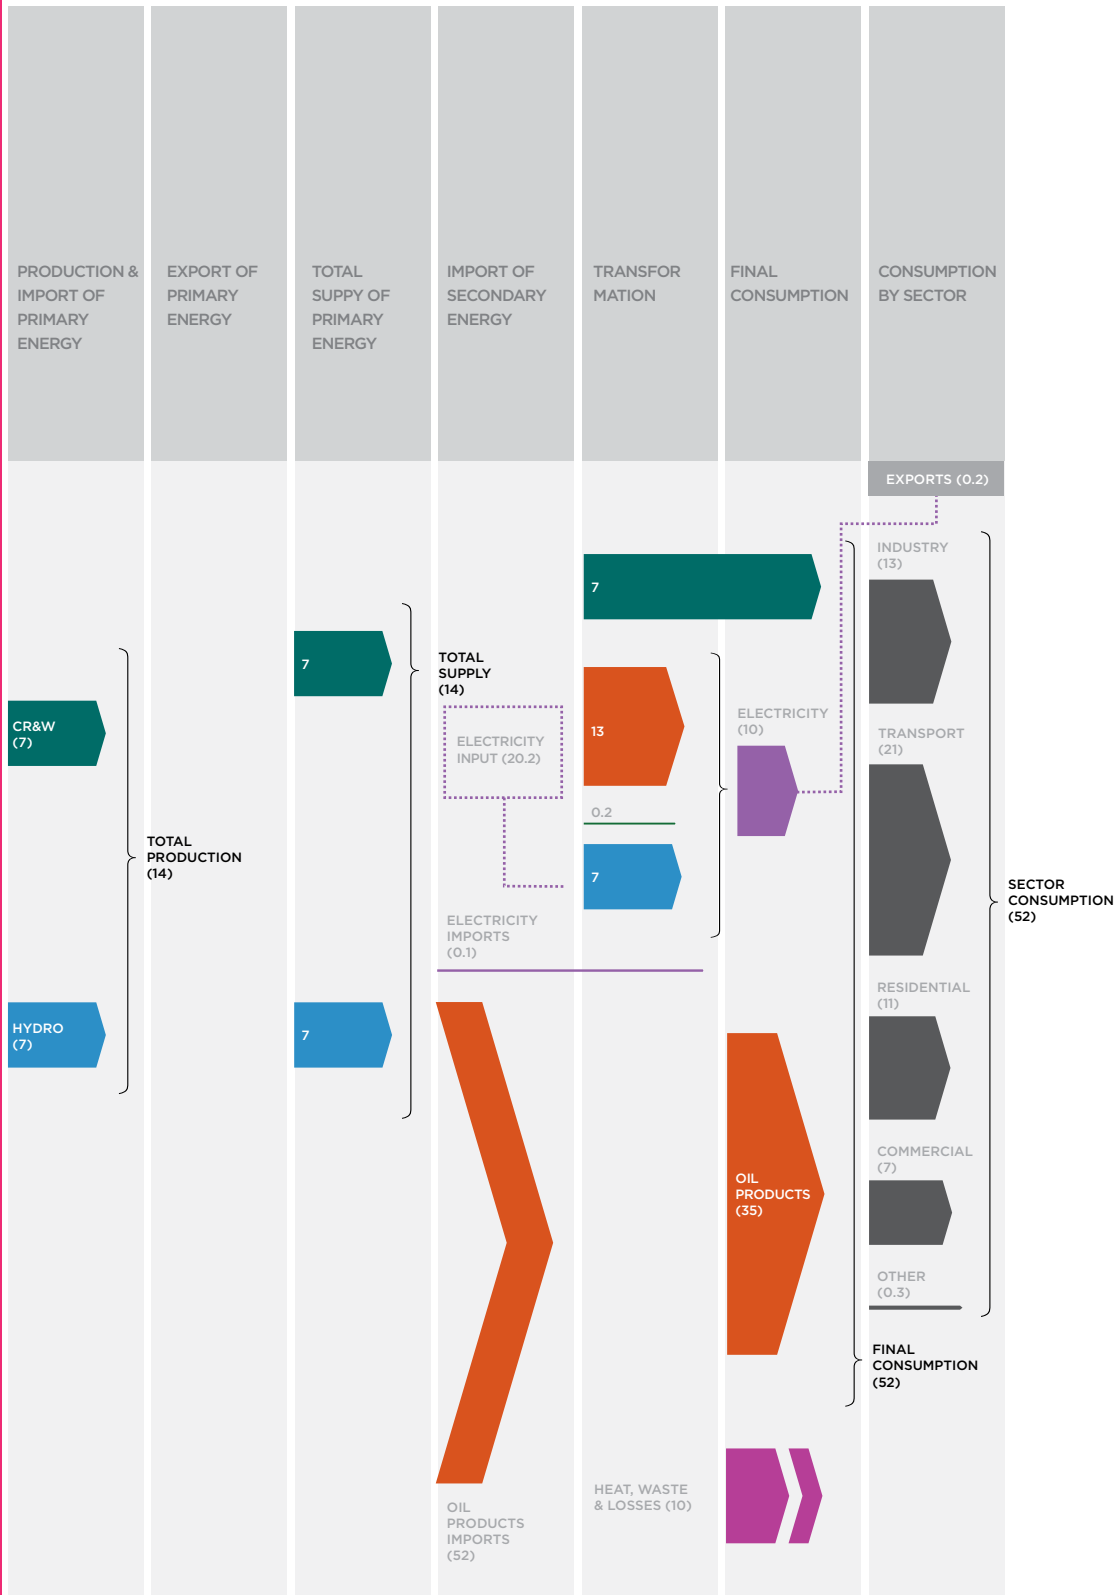 PRODUCTION &
IMPORT OF
PRIMARY
ENERGY
EXPORT OF
PRIMARY
ENERGY
TOTAL
SUPPY OF
PRIMARY
ENERGY
IMPORT OF
SECONDARY
ENERGY
TRANSFOR
MATION
FINAL
CONSUMPTION
CONSUMPTION
BY SECTOR
CR&W
(7)
HYDRO
(7)
TOTAL
PRODUCTION
(14)
7
7
TOTAL
SUPPLY
(14)
ELECTRICITY
INPUT (20.2)
ELECTRICITY
IMPORTS
(0.1)
OIL
PRODUCTS
IMPORTS
(52)
7
13
0.2
7
HEAT, WASTE
& LOSSES (10)
ELECTRICITY
(10)
OIL
PRODUCTS
(35)
EXPORTS (0.2)
INDUSTRY
(13)
TRANSPORT
(21)
RESIDENTIAL
(11)
COMMERCIAL
(7)
OTHER
(0.3)
FINAL
CONSUMPTION
(52)
SECTOR
CONSUMPTION
(52)